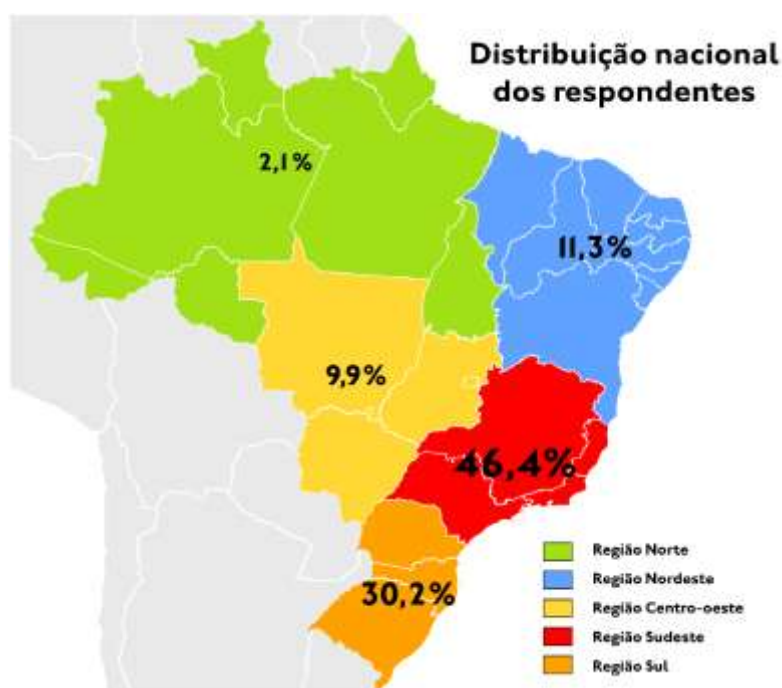 Distribuição nacional
dos respondentes
2,1%
11,3%
9,9%
46,4%
30,2%
Região Norte
Região Nordeste
Região Centro-oeste
Região Sudeste
Região Sul